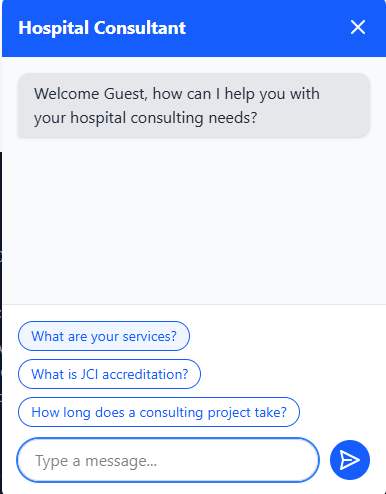 Hospital Consultant
Welcome Guest, how can I help you with
your hospital consulting needs?
What are your services?
What is JCI accreditation?
How long does a consulting project take?
Type a message...